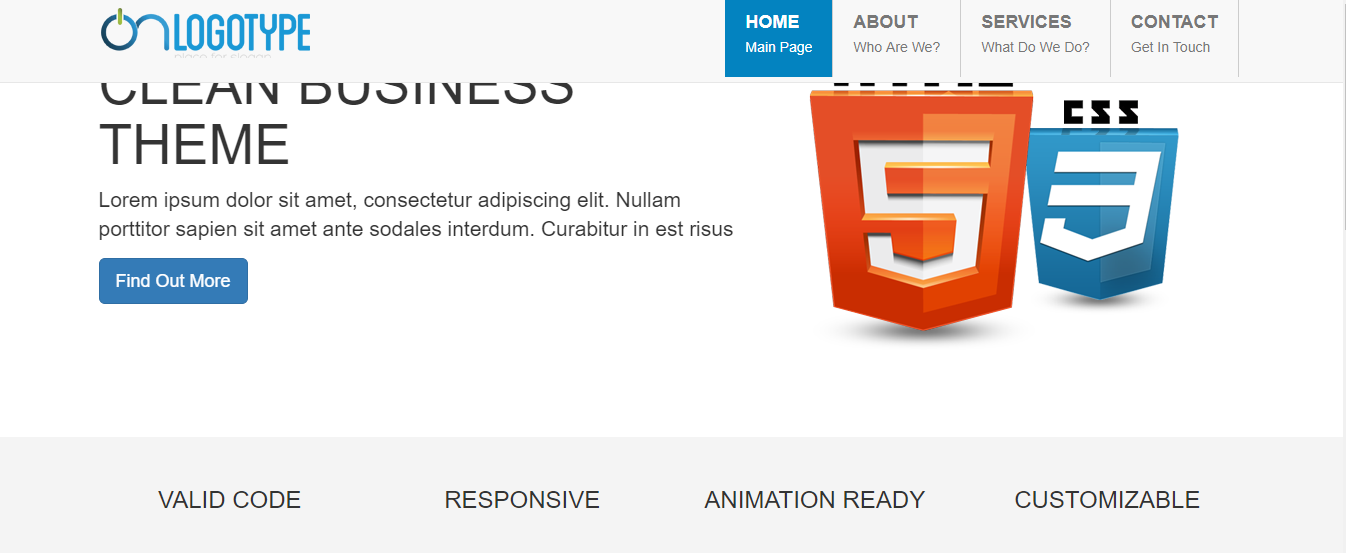 LOGOTYPE
place for slogan
HOME
Main Page
ABOUT
Who Are We?
SERVICES
What Do We Do?
CONTACT
Get In Touch
CLEAN BUSINESS
THEME
Lorem ipsum dolor sit amet, consectetur adipiscing elit. Nullam
porttitor sapien sit amet ante sodales interdum. Curabitur in est risus
Find Out More
HTML
5
CSS
3
VALID CODE
RESPONSIVE
ANIMATION READY
CUSTOMIZABLE